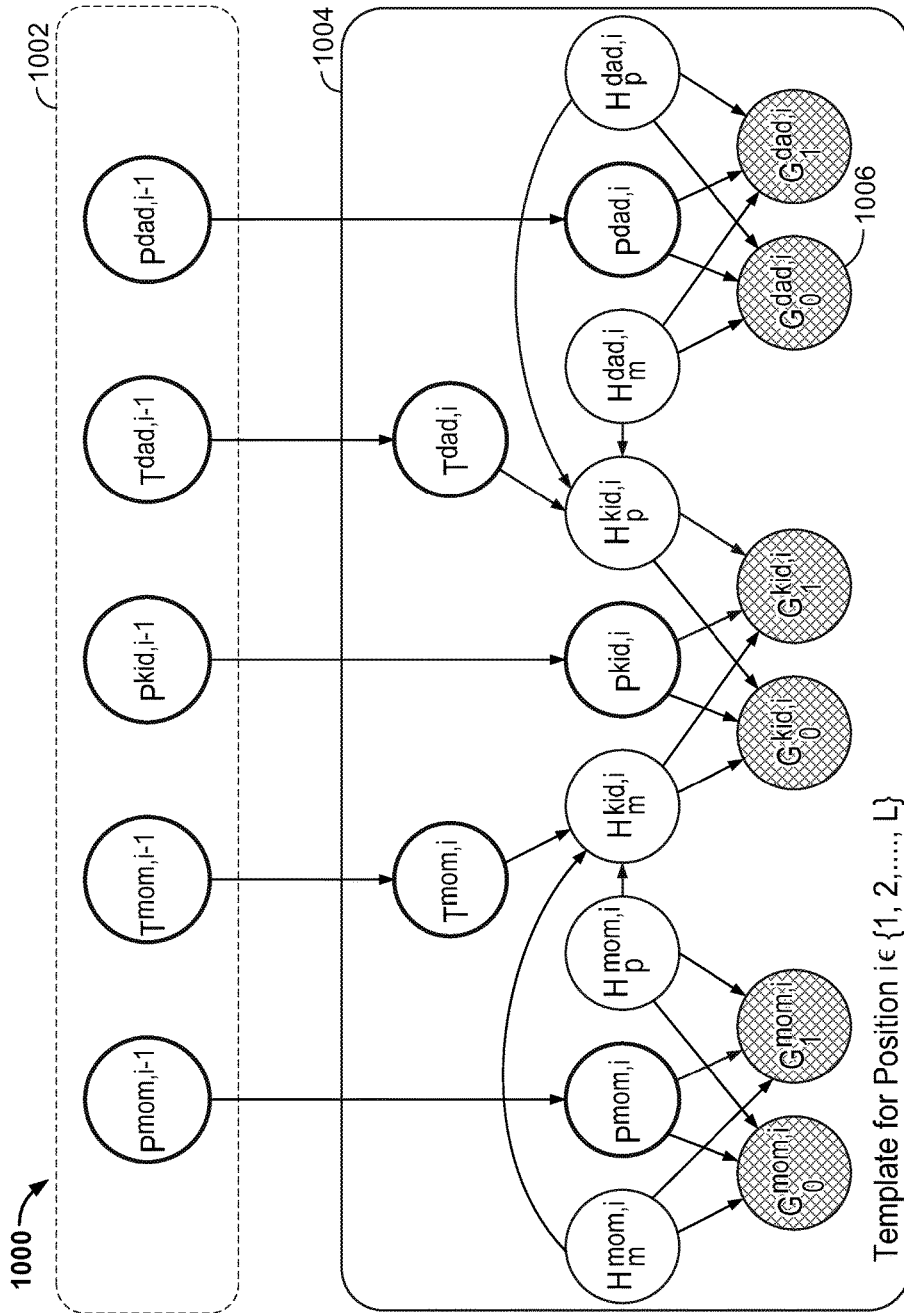 1000
1002
P^mom,i-1 T^mom,i-1 P^kid,i-1 T^dad,i-1 P^dad,i-1
1004
T^mom,i T^dad,i
H_m^mom,i P^mom,i H_p^mom,i H_m^kid,i P^kid,i H_p^kid,i H_m^dad,i P^dad,i H_p^dad,i
G_0^mom,i G_1^mom,i G_0^kid,i G_1^kid,i G_0^dad,i G_1^dad,i
1006
Template for Position i ϵ {1, 2,...., L}